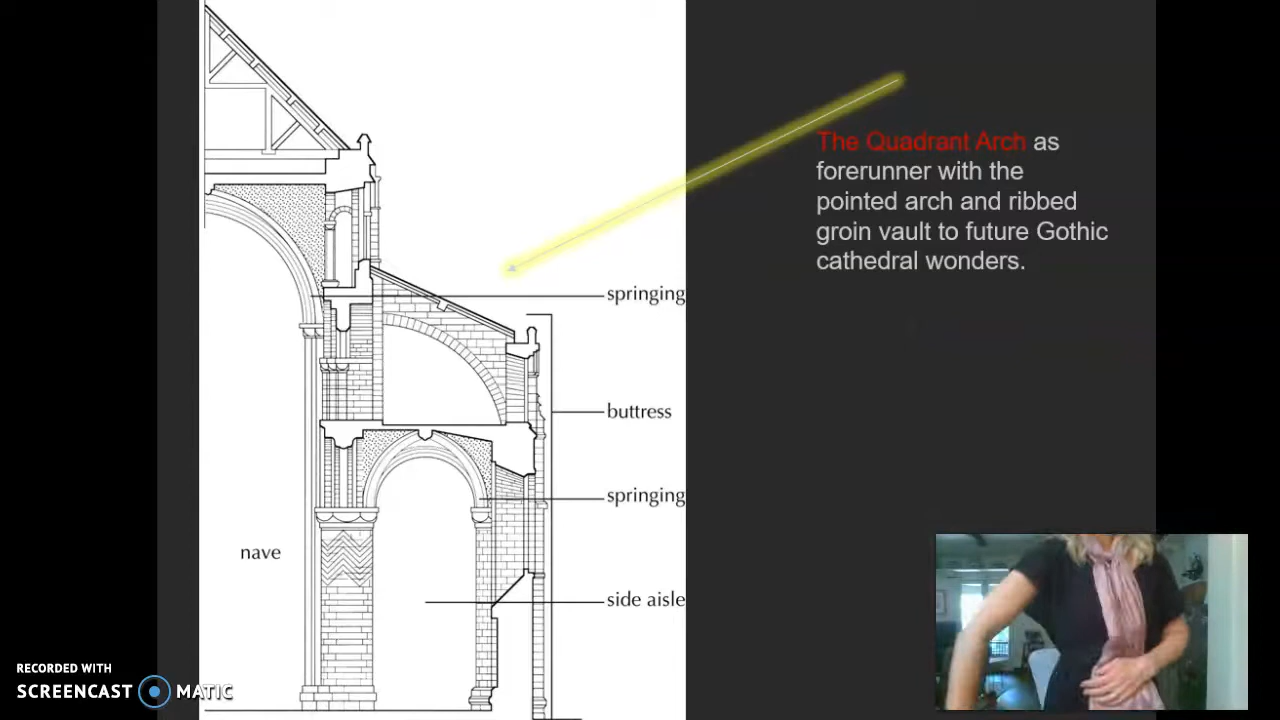 The Quadrant Arch as
forerunner with the
pointed arch and ribbed
groin vault to future Gothic
cathedral wonders.
springing
buttress
springing
nave
side aisle
RECORDED WITH
SCREENCAST MATIC